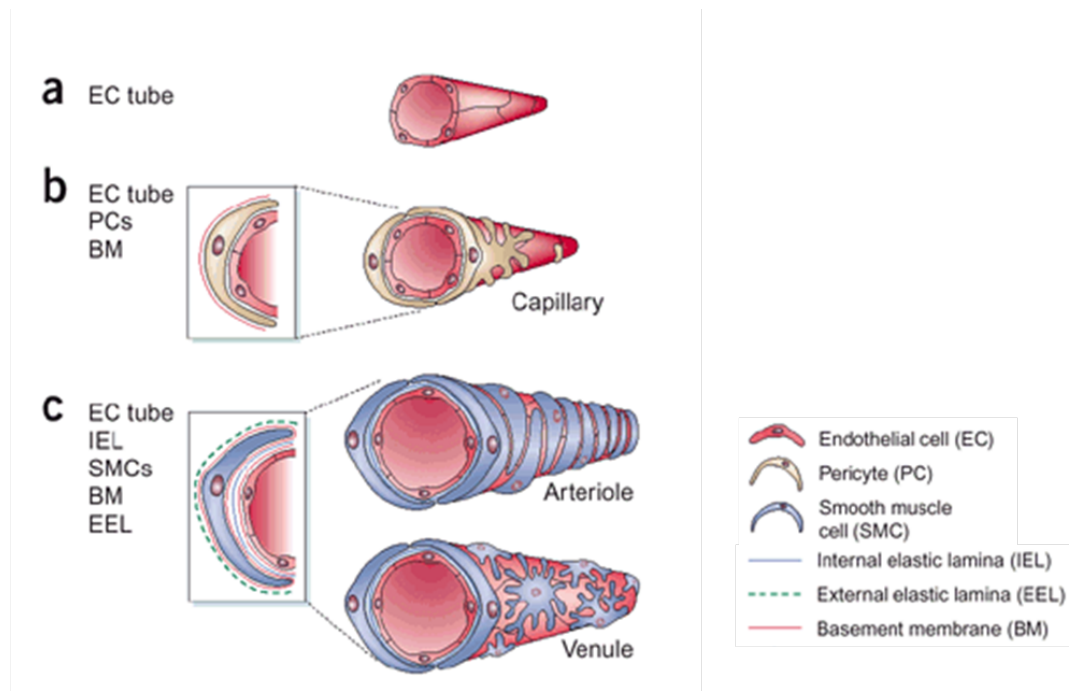 a EC tube
b EC tube
PCs
BM
Capillary
c EC tube
IEL
SMCs
BM
EEL
Arteriole
Venule
Endothelial cell (EC)
Pericyte (PC)
Smooth muscle
cell (SMC)
Internal elastic lamina (IEL)
External elastic lamina (EEL)
Basement membrane (BM)